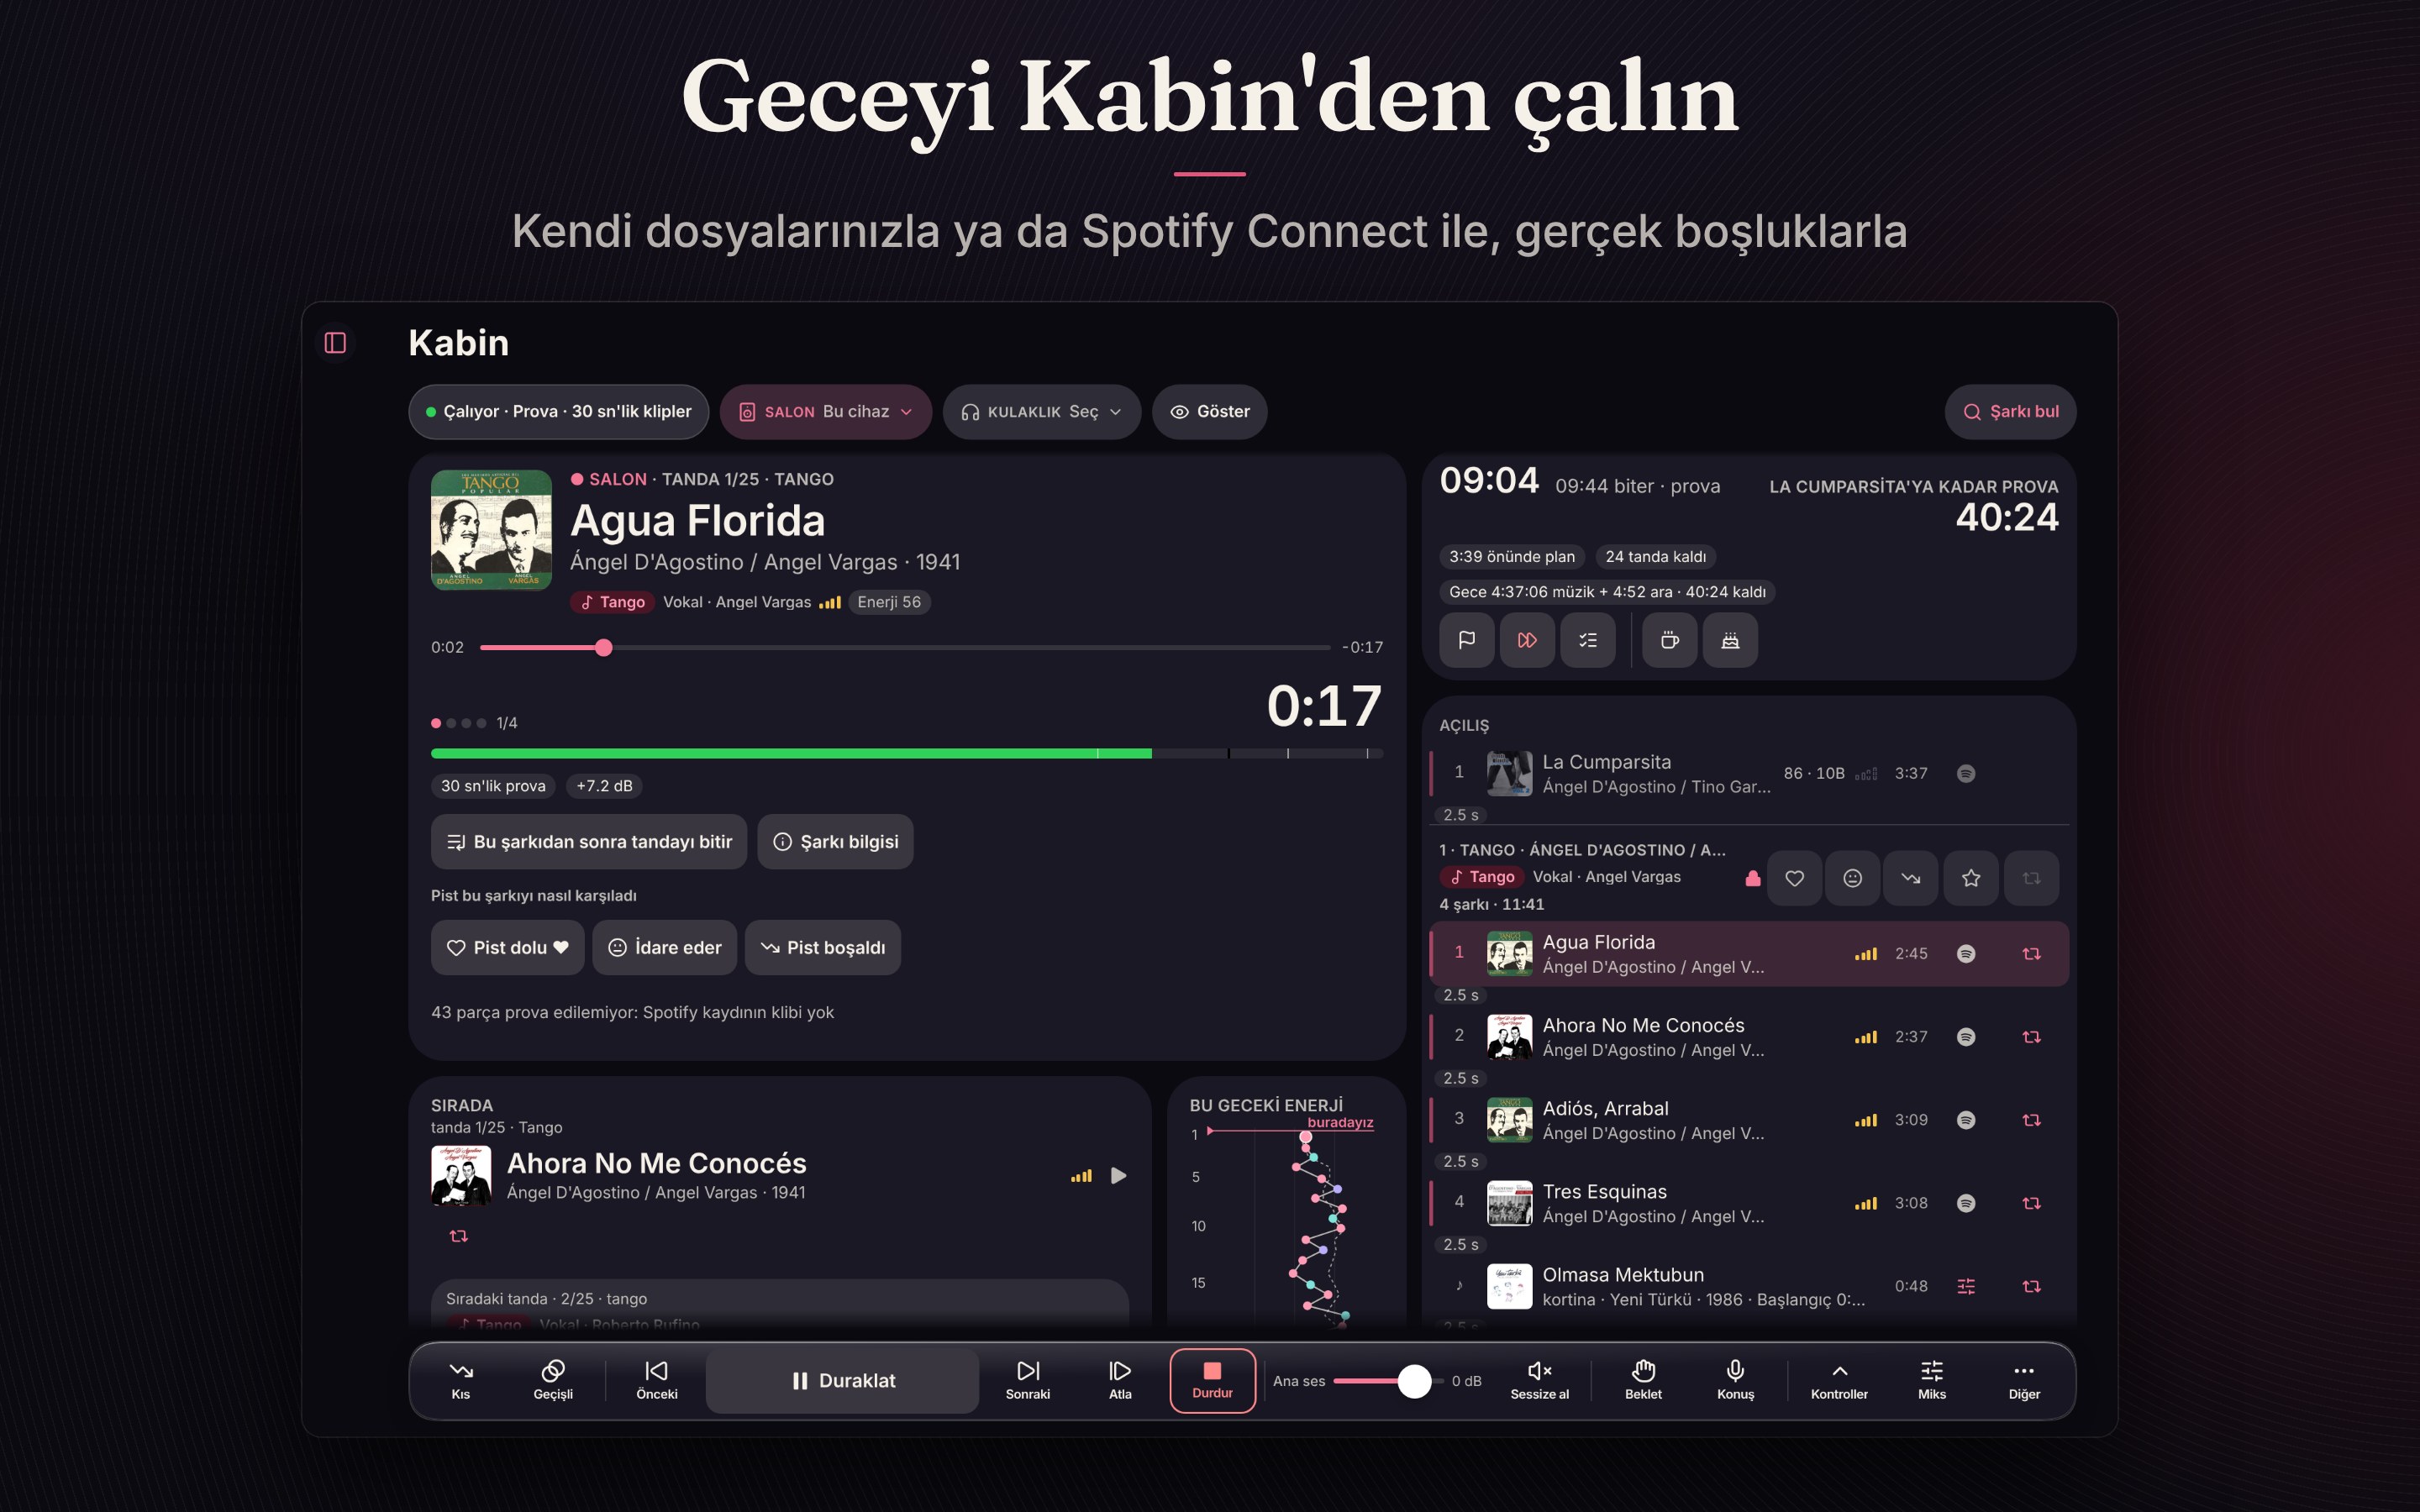 Geceyi Kabin'den çalın
Kendi dosyalarınızla ya da Spotify Connect ile, gerçek boşluklarla
Kabin
Çalıyor · Prova · 30 sn'lik klipler
SALON Bu cihaz
KULAKLIK Seç
Göster
Şarkı bul
TANGO
POPULAR
ANGEL D'AGOSTINO
ANGEL VARGAS
SALON · TANDA 1/25 · TANGO
Agua Florida
Ángel D'Agostino / Angel Vargas · 1941
Tango Vokal · Angel Vargas Enerji 56
0:02 -0:17
1/4 0:17
30 sn'lik prova +7.2 dB
Bu şarkıdan sonra tandayı bitir
Şarkı bilgisi
Pist bu şarkıyı nasıl karşıladı
Pist dolu ♥
İdare eder
Pist boşaldı
43 parça prova edilemiyor: Spotify kaydının klibi yok
SIRADA
tanda 1/25 · Tango
Ahora No Me Conocés
Ángel D'Agostino / Angel Vargas · 1941
Sıradaki tanda · 2/25 · tango
Tango Vokal · Roberto Rufino
BU GECEKİ ENERJİ
buradayız
1
5
10
15
09:04 09:44 biter · prova
LA CUMPARSİTA'YA KADAR PROVA
40:24
3:39 önünde plan 24 tanda kaldı
Gece 4:37:06 müzik + 4:52 ara · 40:24 kaldı
AÇILIŞ
1 La Cumparsita 86 · 10B 3:37
Ángel D'Agostino / Tino Gar...
2.5 s
1 · TANGO · ÁNGEL D'AGOSTINO / A...
Tango Vokal · Angel Vargas
4 şarkı · 11:41
1 Agua Florida 2:45
Ángel D'Agostino / Angel V...
2.5 s
2 Ahora No Me Conocés 2:37
Ángel D'Agostino / Angel V...
2.5 s
3 Adiós, Arrabal 3:09
Ángel D'Agostino / Angel V...
2.5 s
4 Tres Esquinas 3:08
Ángel D'Agostino / Angel V...
2.5 s
♪ Olmasa Mektubun 0:48
kortina · Yeni Türkü · 1986 · Başlangıç 0:...
2.5 s
Kıs
Geçişli
Önceki
Duraklat
Sonraki
Atla
Durdur
Ana ses 0 dB
Sessize al
Beklet
Konuş
Kontroller
Miks
Diğer